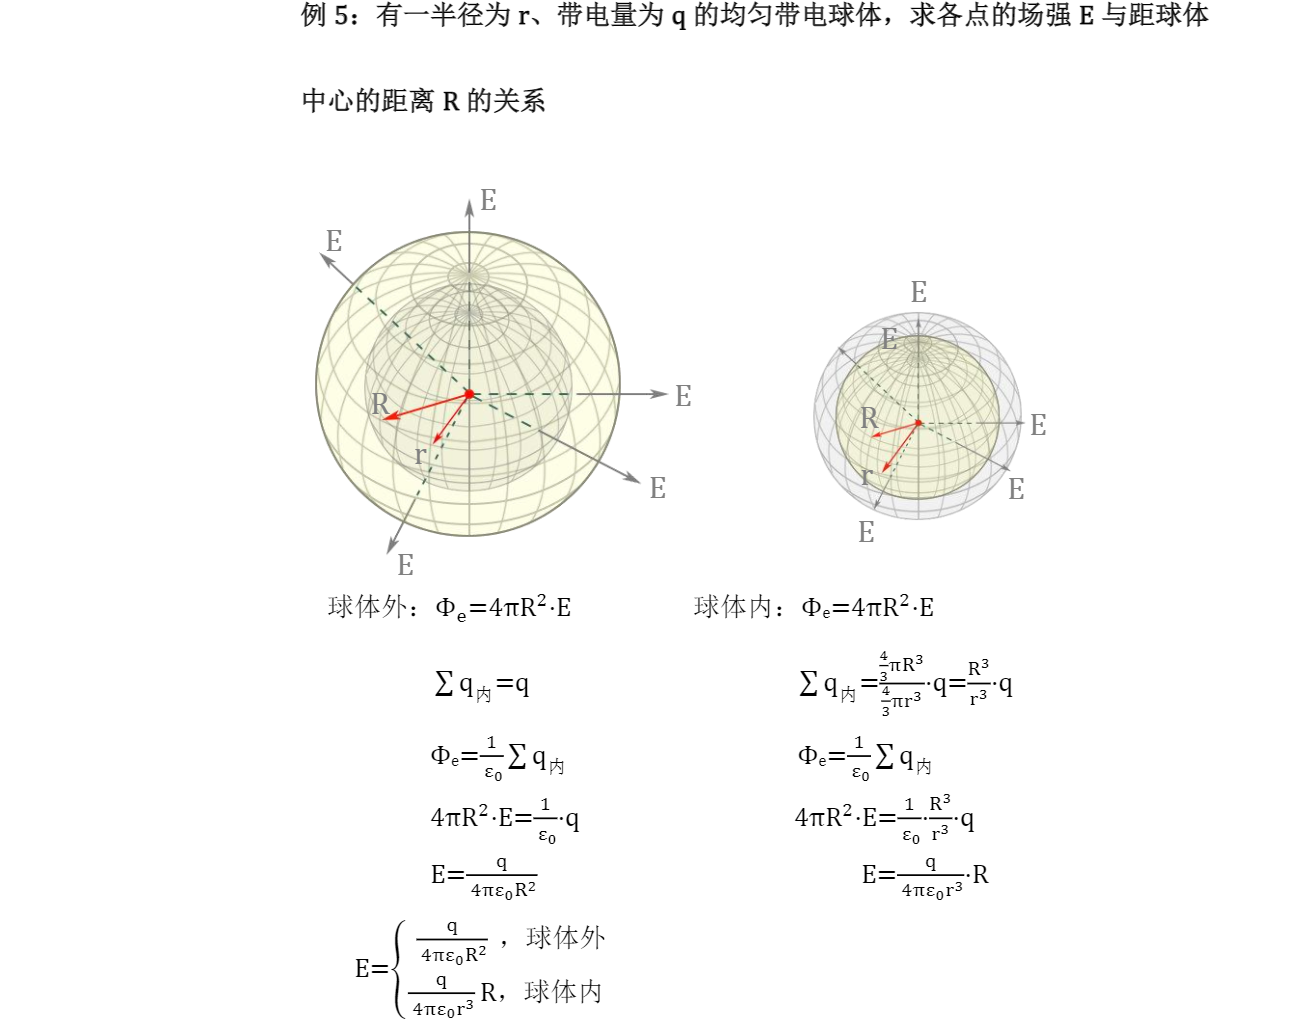 例 5：有一半径为 r、带电量为 q 的均匀带电球体，求各点的场强 E 与距球体
中心的距离 R 的关系
E
E
E
R
E
r
E
E
E
E
R
E
r
E
E
球体外：Φₑ=4πR²·E
球体内：Φₑ=4πR²·E
∑q内=q
∑q内=(4/3πR³)/(4/3πr³)·q=R³/r³·q
Φₑ=1/ε₀∑q内
Φₑ=1/ε₀∑q内
4πR²·E=1/ε₀·q
4πR²·E=1/ε₀·R³/r³·q
E=q/4πε₀R²
E=q/4πε₀r³·R
E={q/4πε₀R²，球体外
q/4πε₀r³ R，球体内